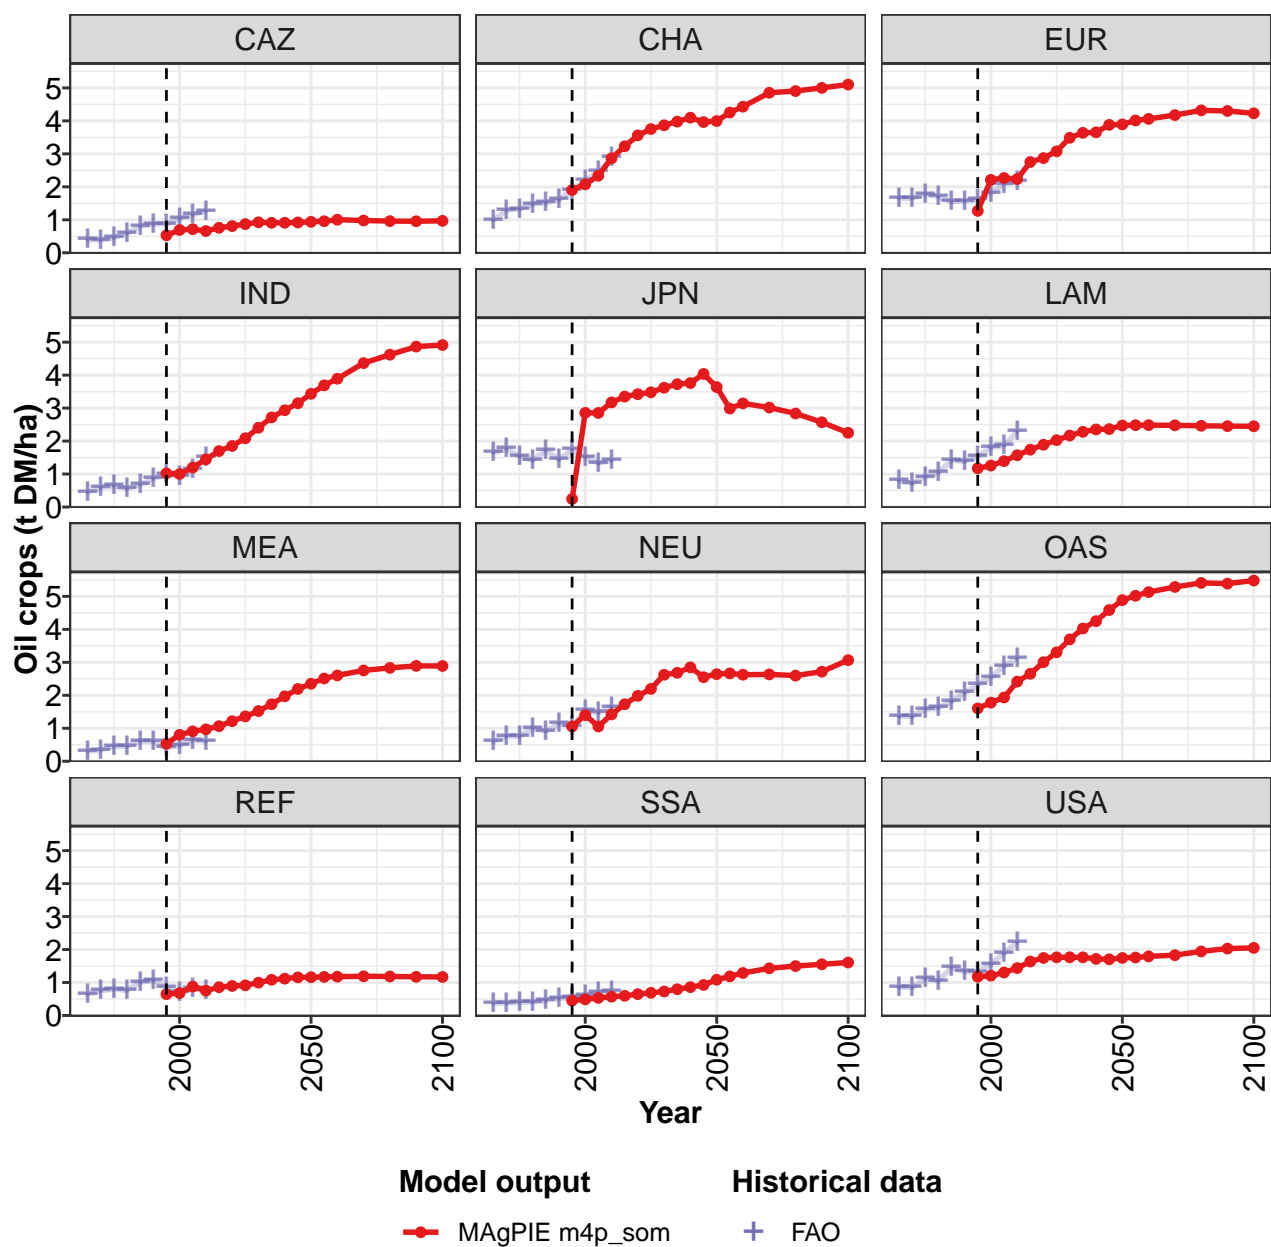 CAZ CHA EUR
5
4
3
2
1
0
IND JPN LAM
5
4
3
2
1
0
MEA NEU OAS
5
4
3
2
1
0
REF SSA USA
5
4
3
2
1
0
Oil crops (t DM/ha)
2000 2050 2100 2000 2050 2100 2000 2050 2100
Year
Model output Historical data
MAgPIE m4p_som FAO